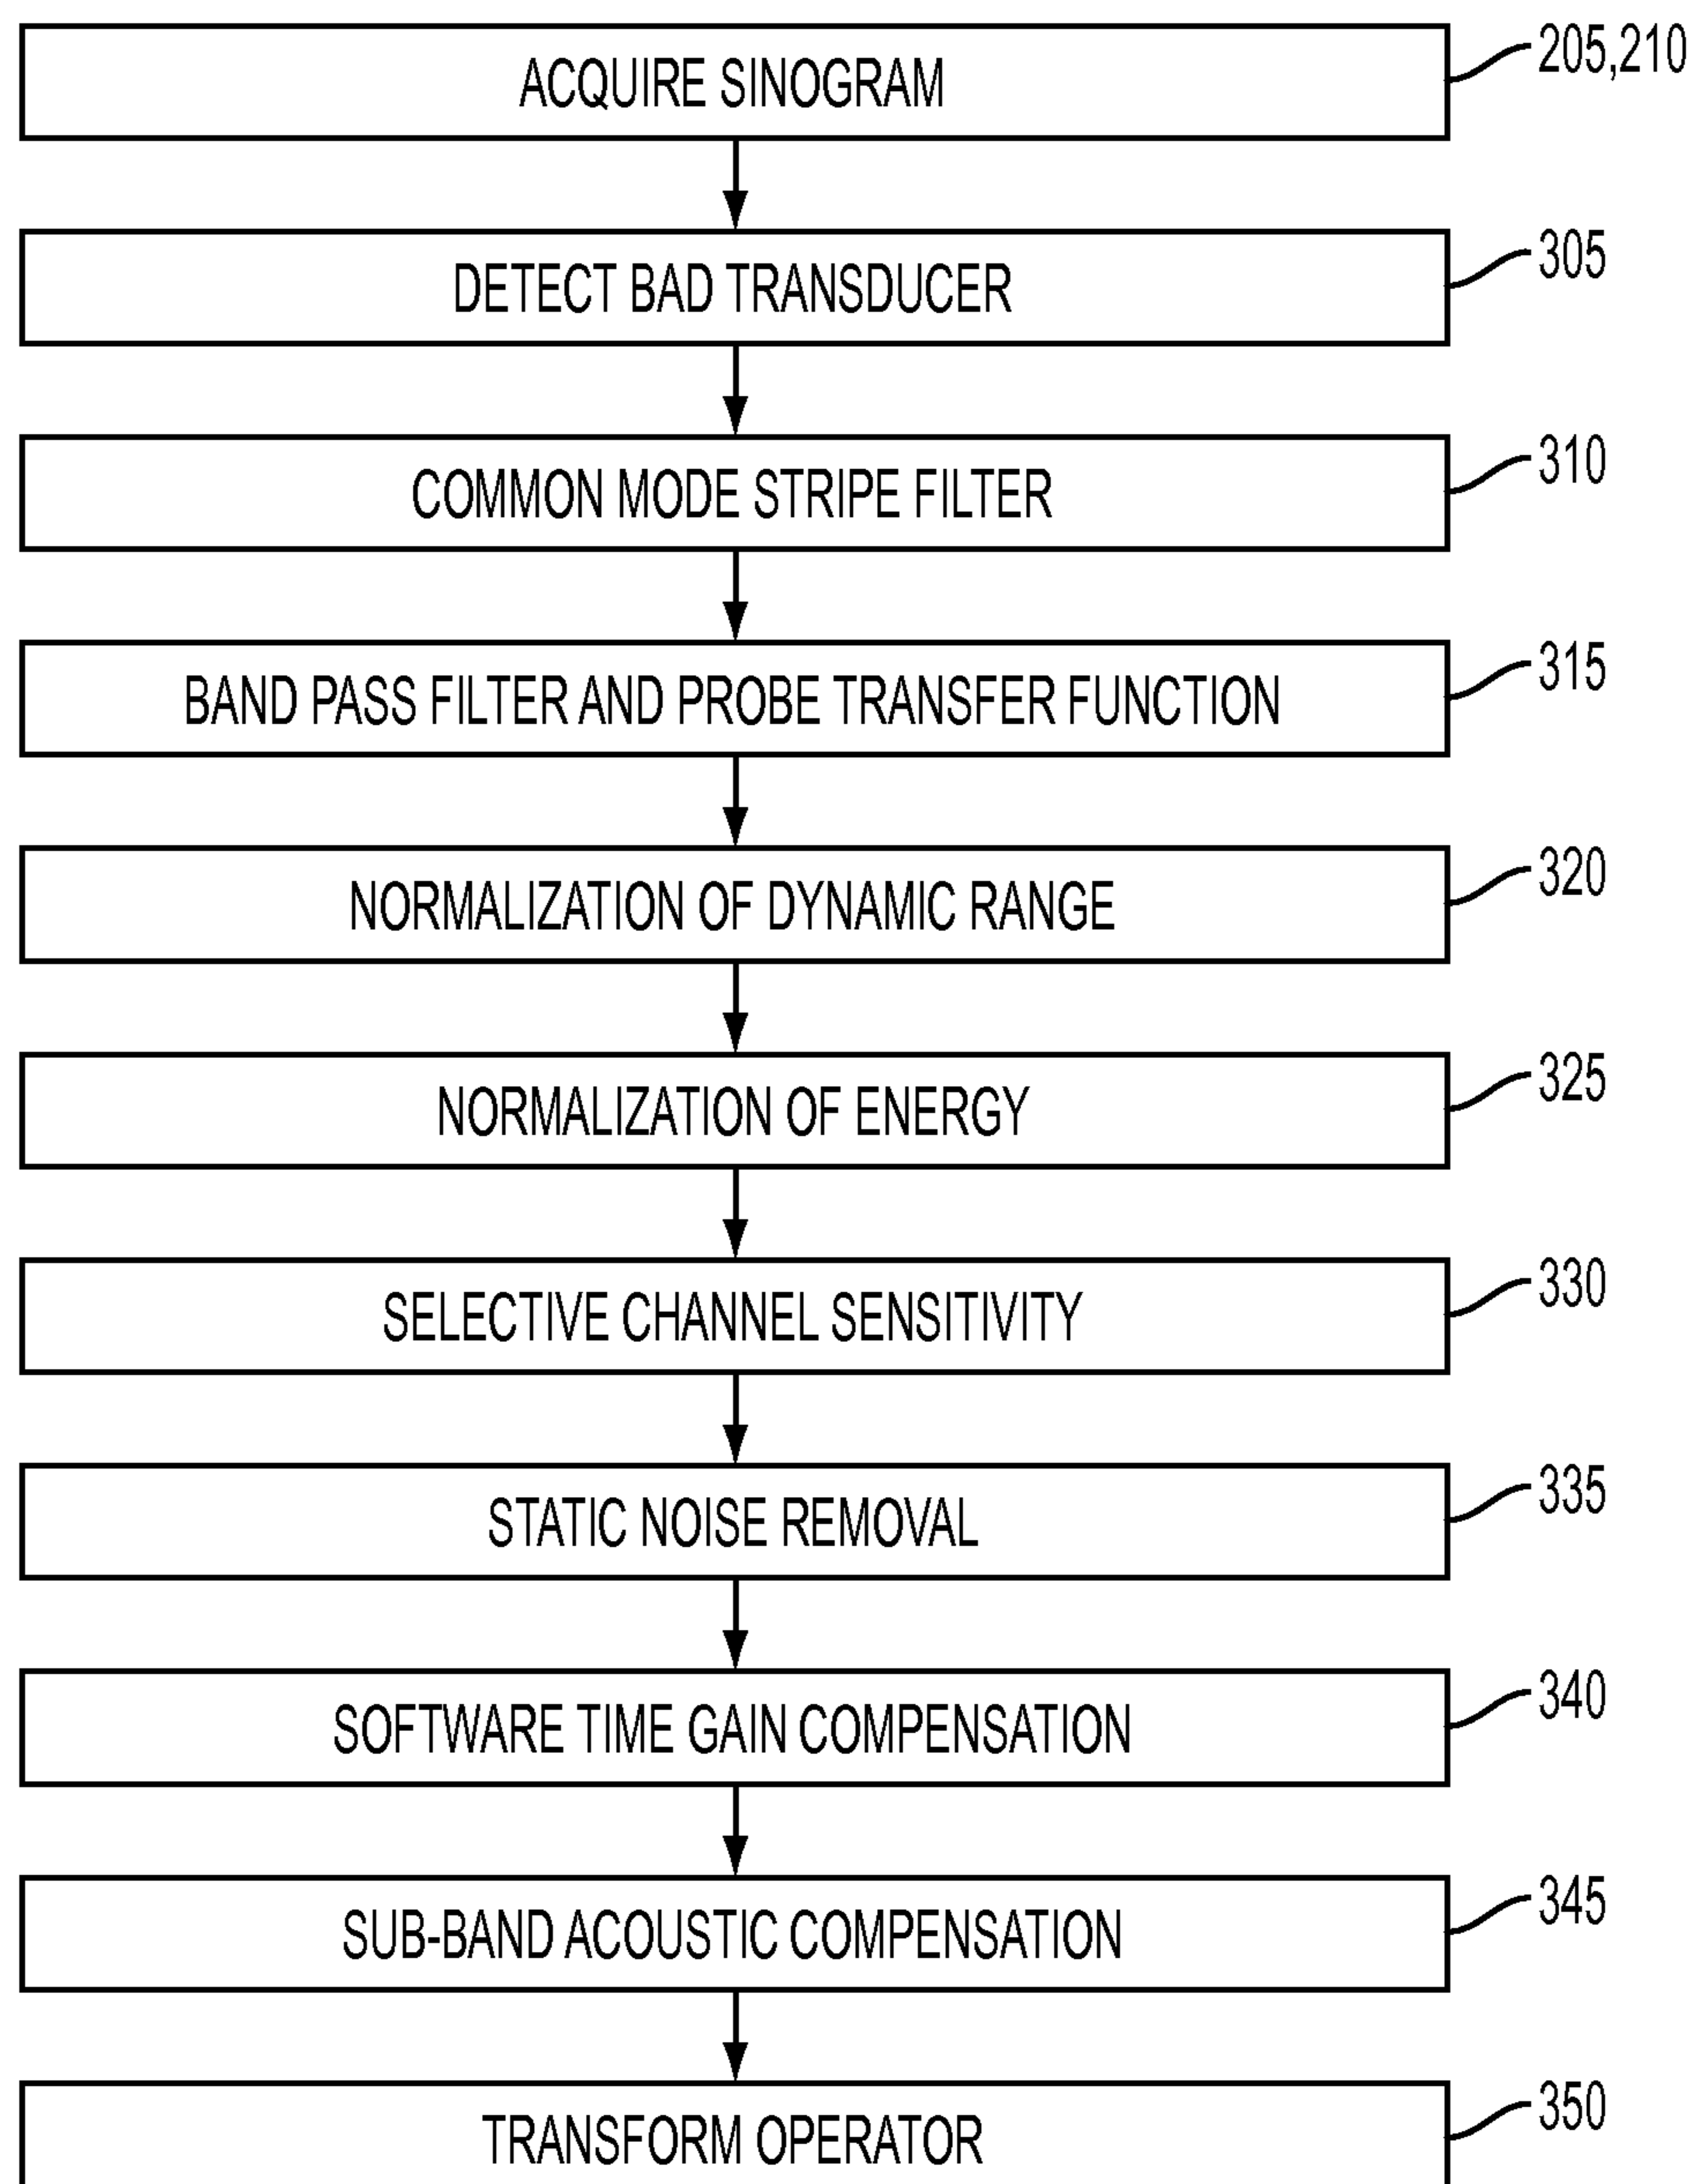 ACQUIRE SINOGRAM 205,210
DETECT BAD TRANSDUCER 305
COMMON MODE STRIPE FILTER 310
BAND PASS FILTER AND PROBE TRANSFER FUNCTION 315
NORMALIZATION OF DYNAMIC RANGE 320
NORMALIZATION OF ENERGY 325
SELECTIVE CHANNEL SENSITIVITY 330
STATIC NOISE REMOVAL 335
SOFTWARE TIME GAIN COMPENSATION 340
SUB-BAND ACOUSTIC COMPENSATION 345
TRANSFORM OPERATOR 350